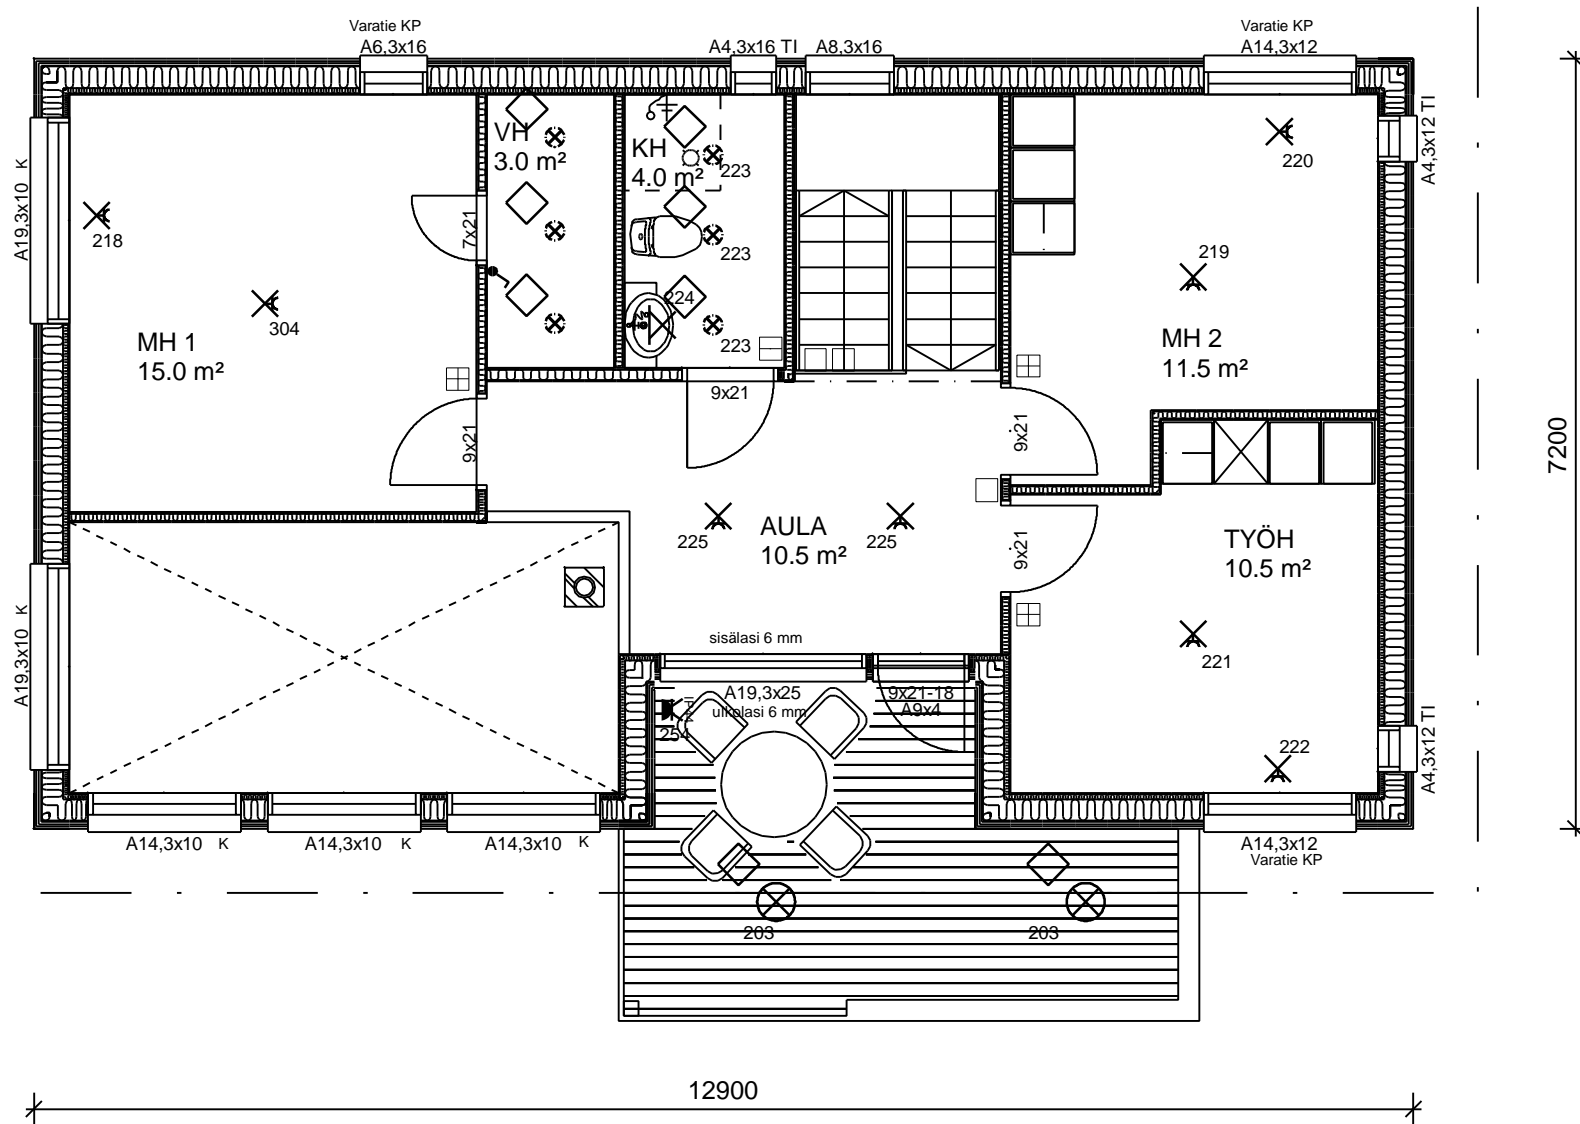 Varatie KP
A6,3x16
A4,3x16 TI
A8,3x16
Varatie KP
A14,3x12
A19,3x10 K
A4,3x12 TI
VH
3.0 m²
KH
4.0 m²
223
220
218
7x21
223
219
304
224
223
MH 1
15.0 m²
MH 2
11.5 m²
9x21
9x21
9x21
7200
225
AULA
10.5 m²
225
9x21
TYÖH
10.5 m²
A19,3x10 K
sisälasi 6 mm
221
A19,3x25
ulkolasi 6 mm
9x21-18
A9x4
254
222
A4,3x12 TI
A14,3x10 K
A14,3x10 K
A14,3x10 K
A14,3x12
Varatie KP
203
203
12900